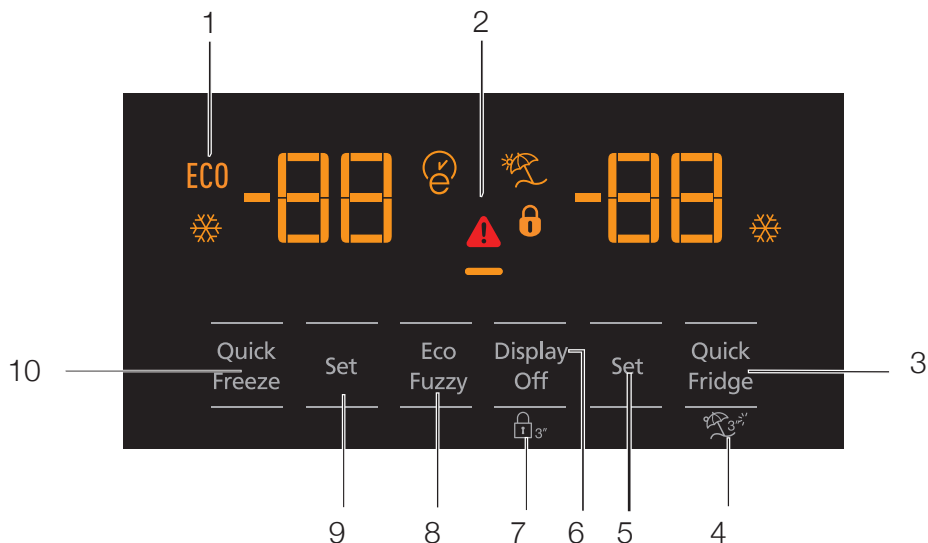 1
2
ECO
-88
e
-88
Quick
Freeze
Set
Eco
Fuzzy
Display
Off
Set
Quick
Fridge
10
3
3"
3"
9
8
7
6
5
4